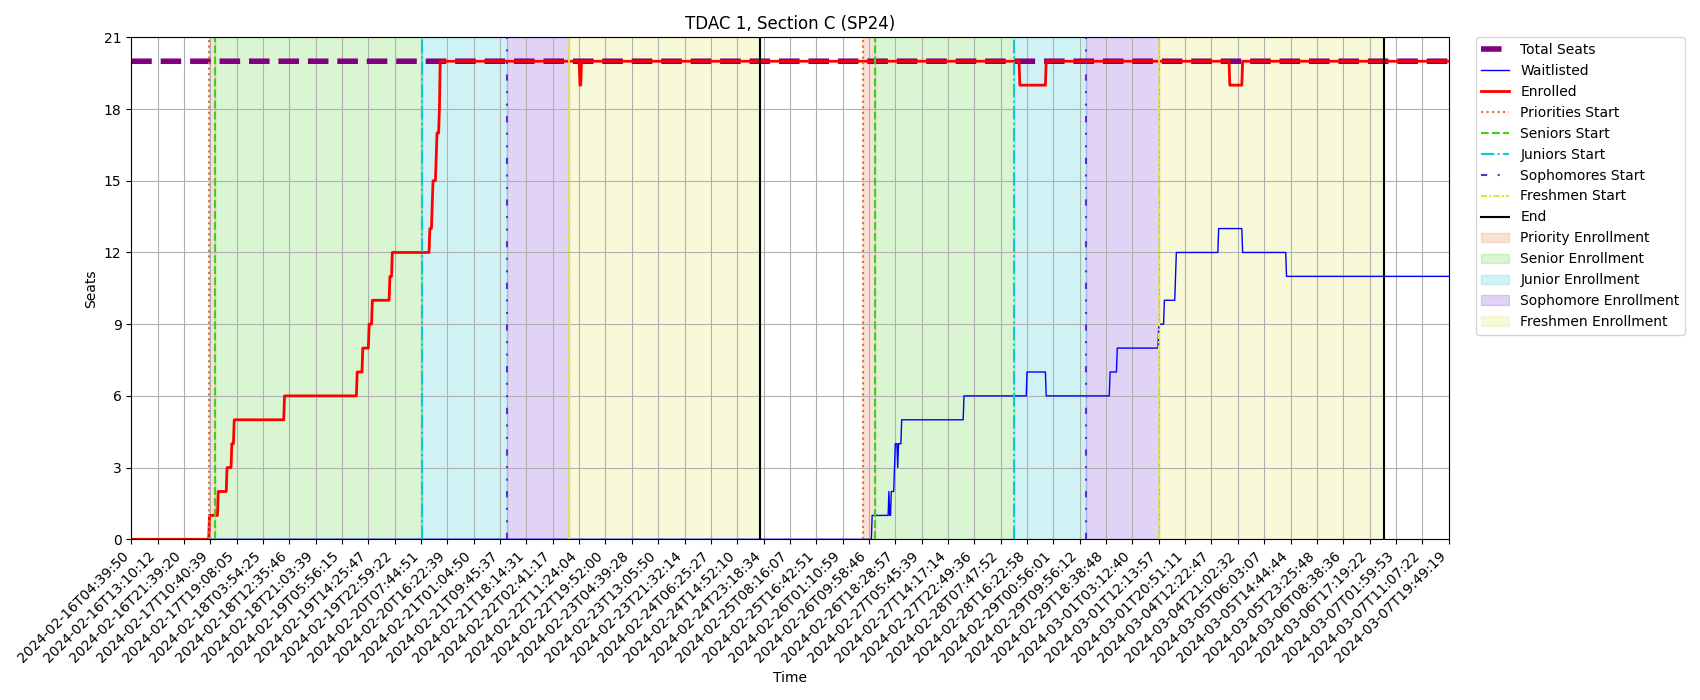 TDAC 1, Section C (SP24)
Seats
21
18
15
12
9
6
3
0
2024-02-16T04:39:50
2024-02-16T13:10:12
2024-02-16T21:39:20
2024-02-17T10:40:39
2024-02-17T19:08:05
2024-02-18T03:54:25
2024-02-18T12:35:46
2024-02-18T21:03:39
2024-02-19T05:56:15
2024-02-19T14:25:47
2024-02-19T22:59:22
2024-02-20T07:44:51
2024-02-20T16:22:39
2024-02-21T01:04:50
2024-02-21T09:45:37
2024-02-21T18:14:31
2024-02-22T02:41:17
2024-02-22T11:24:04
2024-02-22T19:52:00
2024-02-23T04:39:28
2024-02-23T13:05:50
2024-02-23T21:32:14
2024-02-24T06:25:27
2024-02-24T14:52:10
2024-02-24T23:18:34
2024-02-25T08:16:07
2024-02-25T16:42:51
2024-02-26T01:10:59
2024-02-26T09:58:46
2024-02-26T18:28:57
2024-02-27T05:45:39
2024-02-27T14:17:14
2024-02-27T22:49:36
2024-02-28T07:47:52
2024-02-28T16:22:58
2024-02-29T00:56:01
2024-02-29T09:56:12
2024-02-29T18:38:48
2024-03-01T03:12:40
2024-03-01T12:13:57
2024-03-01T20:51:11
2024-03-04T12:22:47
2024-03-04T21:02:32
2024-03-05T06:03:07
2024-03-05T14:44:44
2024-03-05T23:25:48
2024-03-06T08:38:36
2024-03-06T17:19:22
2024-03-07T01:59:53
2024-03-07T11:07:22
2024-03-07T19:49:19
Time
Total Seats
Waitlisted
Enrolled
Priorities Start
Seniors Start
Juniors Start
Sophomores Start
Freshmen Start
End
Priority Enrollment
Senior Enrollment
Junior Enrollment
Sophomore Enrollment
Freshmen Enrollment